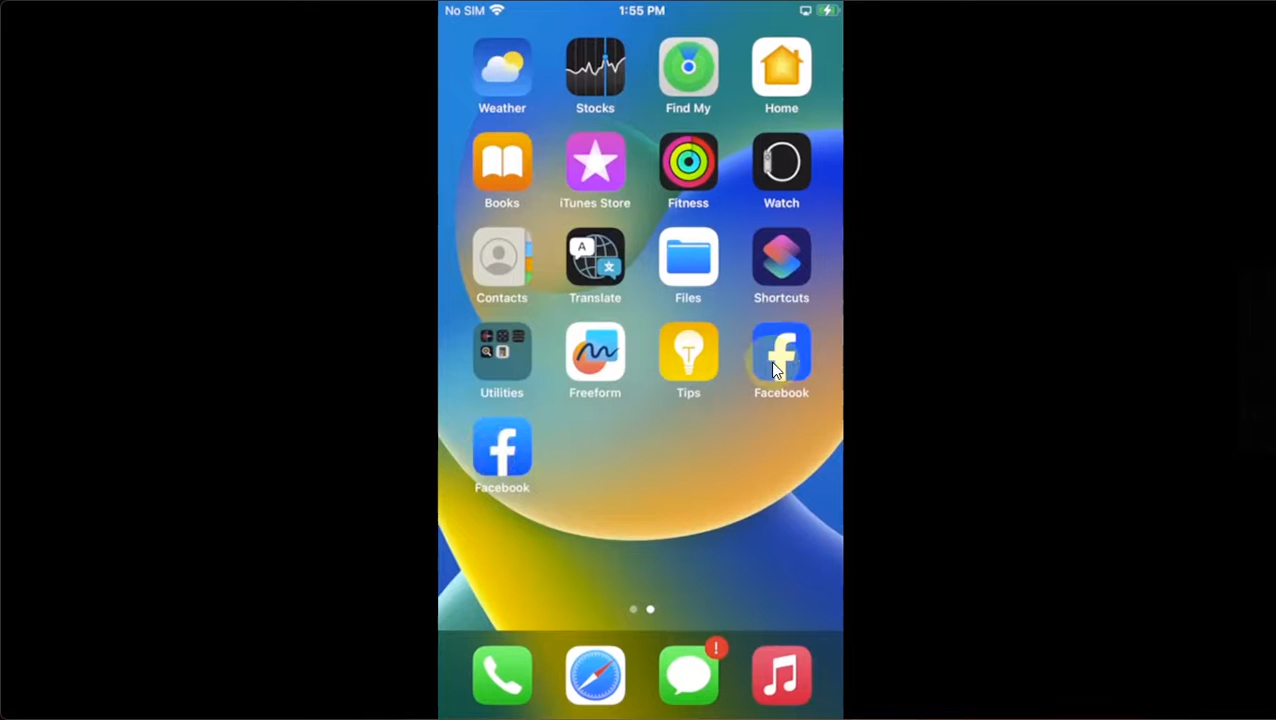 No SIM 1:55 PM
Weather Stocks Find My Home
Books iTunes Store Fitness Watch
A
文
Contacts Translate Files Shortcuts
T
f
Utilities Freeform Tips Facebook
f
Facebook
!